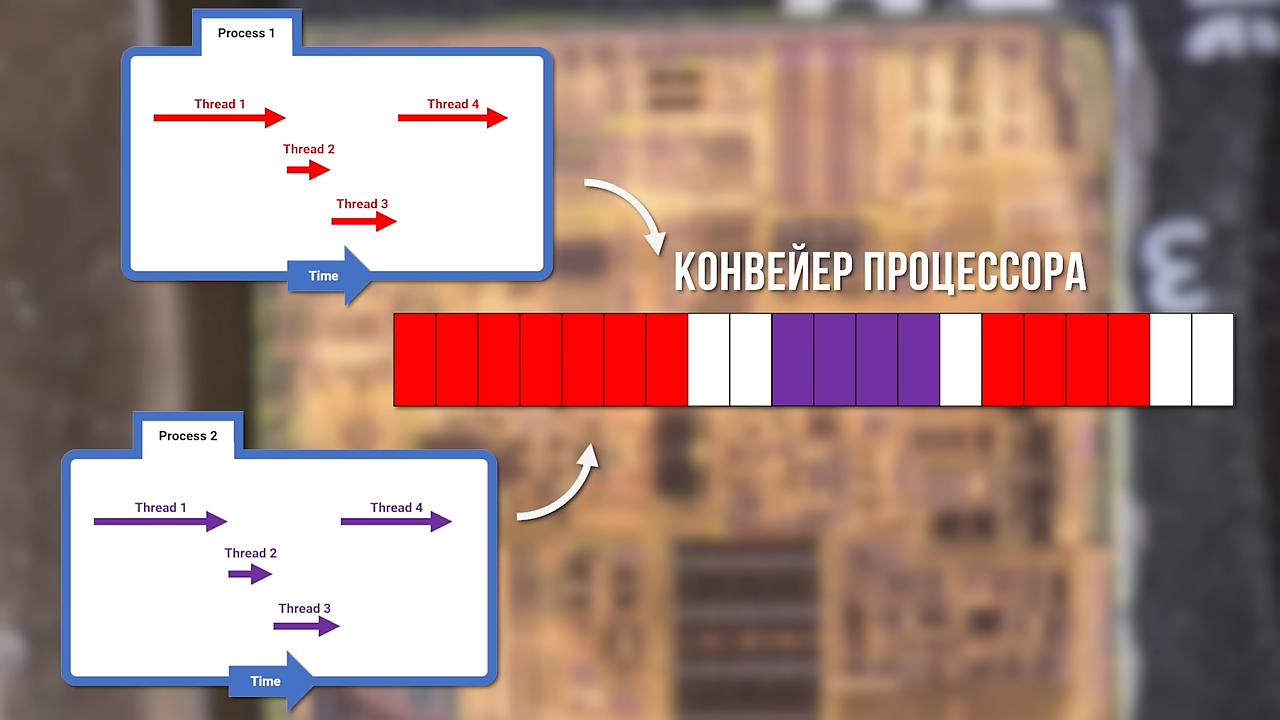 Process 1
Thread 1
Thread 4
Thread 2
Thread 3
Time
КОНВЕЙЕР ПРОЦЕССОРА
Process 2
Thread 1
Thread 4
Thread 2
Thread 3
Time